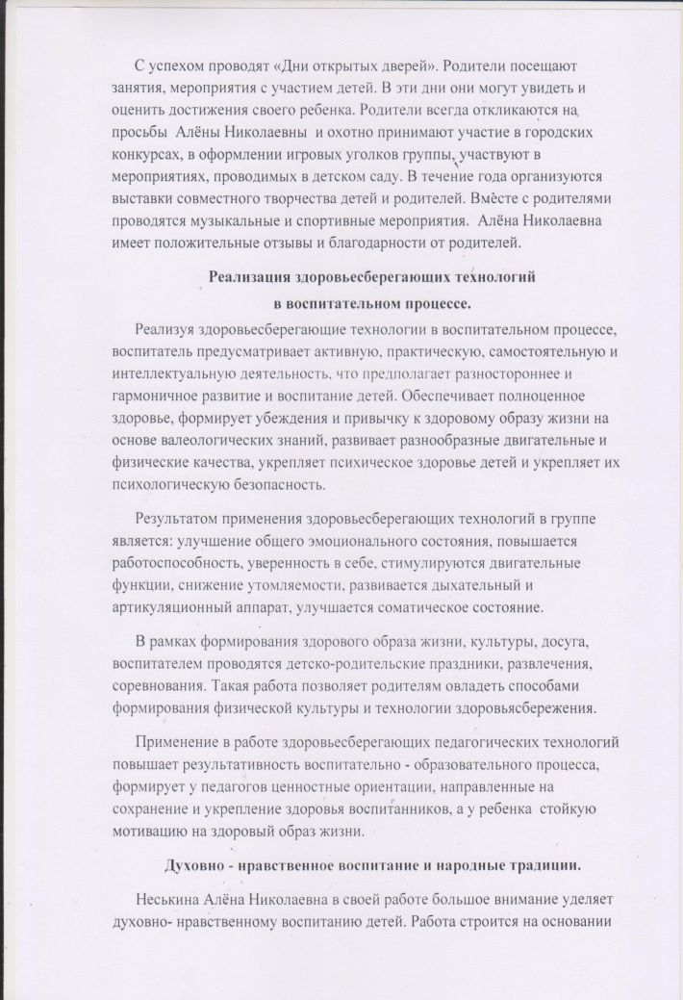 С успехом проводят «Дни открытых дверей». Родители посещают
занятия, мероприятия с участием детей. В эти дни они могут увидеть и
оценить достижения своего ребенка. Родители всегда откликаются на
просьбы Алёны Николаевны и охотно принимают участие в городских
конкурсах, в оформлении игровых уголков группы, участвуют в
мероприятиях, проводимых в детском саду. В течение года организуются
выставки совместного творчества детей и родителей. Вместе с родителями
проводятся музыкальные и спортивные мероприятия. Алёна Николаевна
имеет положительные отзывы и благодарности от родителей.
Реализация здоровьесберегающих технологий
в воспитательном процессе.
Реализуя здоровьесберегающие технологии в воспитательном процессе,
воспитатель предусматривает активную, практическую, самостоятельную и
интеллектуальную деятельность, что предполагает разностороннее и
гармоничное развитие и воспитание детей. Обеспечивает полноценное
здоровье, формирует убеждения и привычку к здоровому образу жизни на
основе валеологических знаний, развивает разнообразные двигательные и
физические качества, укрепляет психическое здоровье детей и укрепляет их
психологическую безопасность.
Результатом применения здоровьесберегающих технологий в группе
является: улучшение общего эмоционального состояния, повышается
работоспособность, уверенность в себе, стимулируются двигательные
функции, снижение утомляемости, развивается дыхательный и
артикуляционный аппарат, улучшается соматическое состояние.
В рамках формирования здорового образа жизни, культуры, досуга,
воспитателем проводятся детско-родительские праздники, развлечения,
соревнования. Такая работа позволяет родителям овладеть способами
формирования физической культуры и технологии здоровьясбережения.
Применение в работе здоровьесберегающих педагогических технологий
повышает результативность воспитательно - образовательного процесса,
формирует у педагогов ценностные ориентации, направленные на
сохранение и укрепление здоровья воспитанников, а у ребенка стойкую
мотивацию на здоровый образ жизни.
Духовно - нравственное воспитание и народные традиции.
Неськина Алёна Николаевна в своей работе большое внимание уделяет
духовно- нравственному воспитанию детей. Работа строится на основании